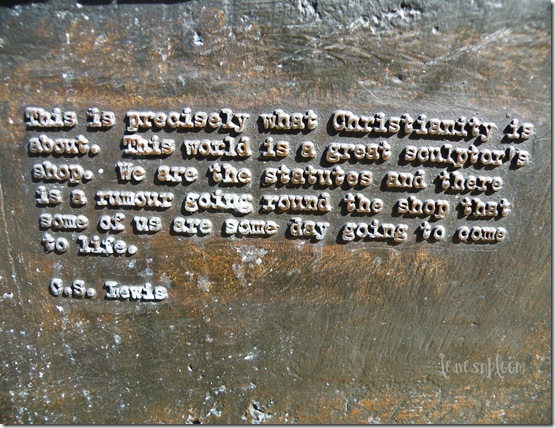 This is precisely what Christianity is
about. This world is a great sculptor's
shop. We are the statutes and there
is a rumour going round the shop that
some of us are some day going to come
to life.
C.S. Lewis
leavesnbloom